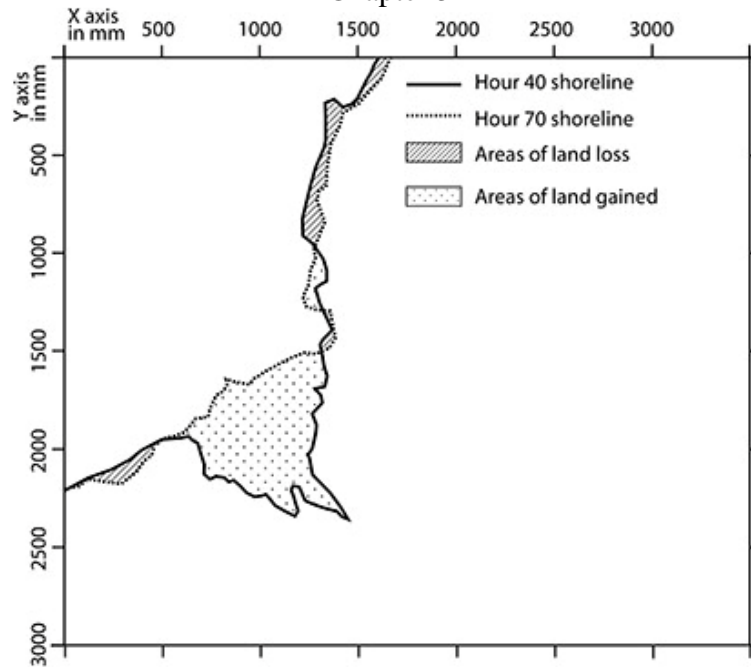 X axis
in mm
500
1000
1500
2000
2500
3000
Y axis
in mm
500
1000
1500
2000
2500
3000
Hour 40 shoreline
Hour 70 shoreline
Areas of land loss
Areas of land gained